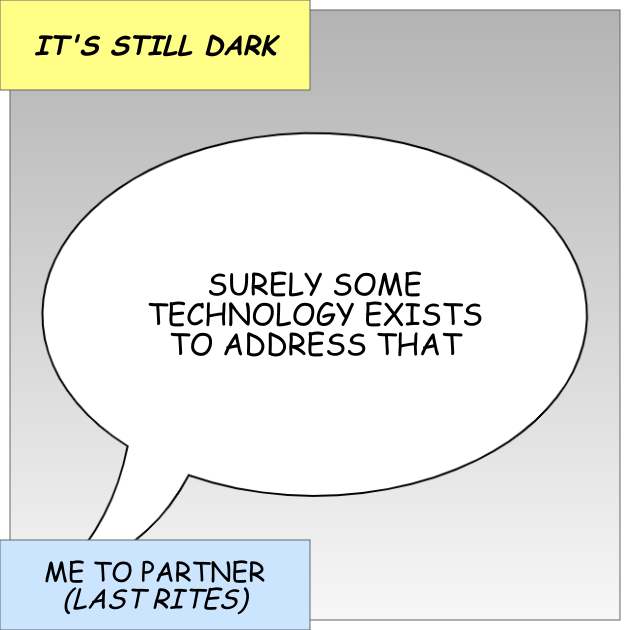 IT'S STILL DARK
SURELY SOME
TECHNOLOGY EXISTS
TO ADDRESS THAT
ME TO PARTNER
(LAST RITES)